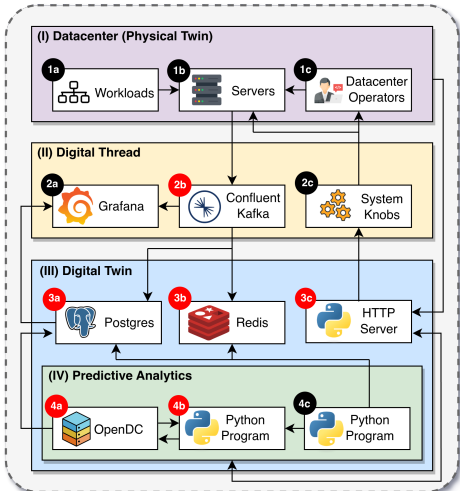 (I) Datacenter (Physical Twin)
1a
Workloads
1b
Servers
1c
Datacenter
Operators
(II) Digital Thread
2a
Grafana
2b
Confluent
Kafka
2c
System
Knobs
(III) Digital Twin
3a
Postgres
3b
Redis
3c
HTTP
Server
(IV) Predictive Analytics
4a
OpenDC
4b
Python
Program
4c
Python
Program